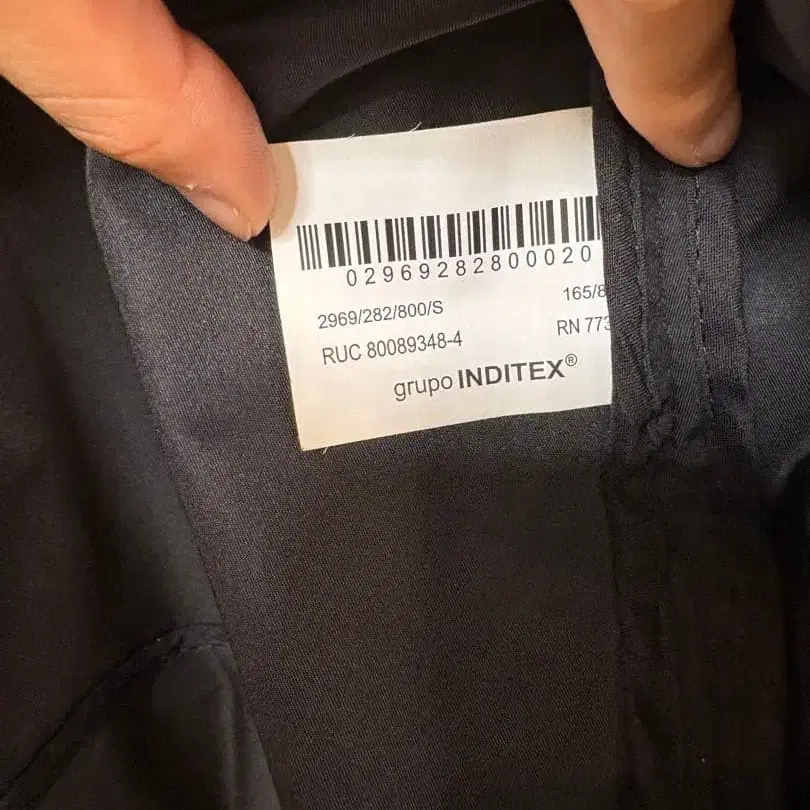 02969282800020
2969/282/800/S 165/8
RUC 80089348-4 RN 773
grupo INDITEX®